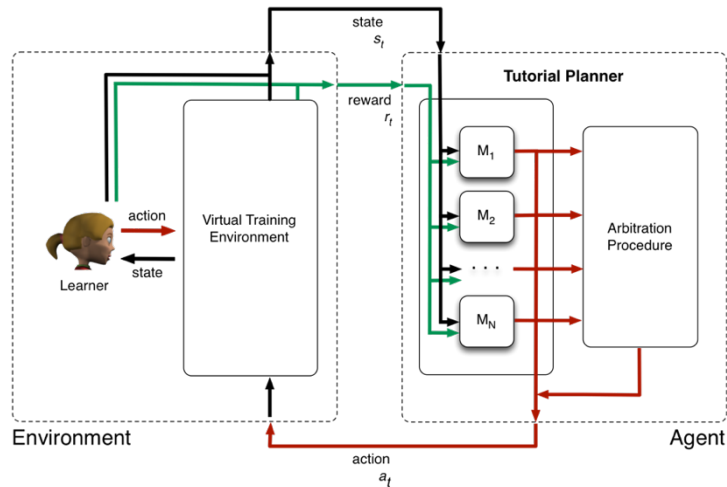 state
s_t
Tutorial Planner
reward
r_t
M_1
M_2
. . .
M_N
action
Virtual Training
Environment
state
Learner
Arbitration
Procedure
Environment
Agent
action
a_t